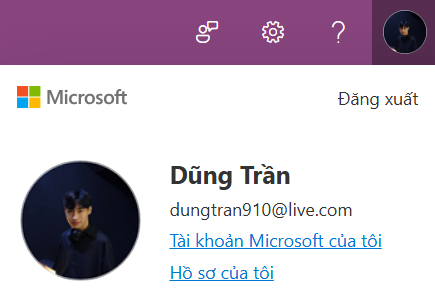 Microsoft
Đăng xuất
Dũng Trần
dungtran910@live.com
Tài khoản Microsoft của tôi
Hồ sơ của tôi